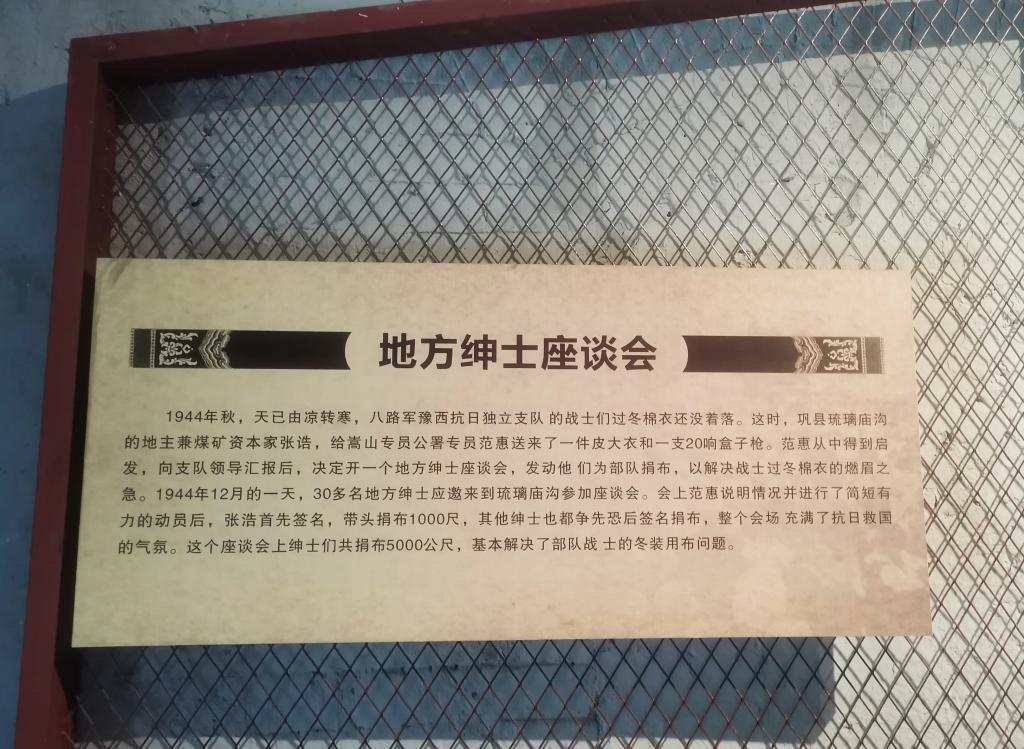 地方绅士座谈会
1944年秋，天已由凉转寒，八路军豫西抗日独立支队 的战士们过冬棉衣还没着落。这时，巩县琉璃庙沟
的地主兼煤矿资本家张诰，给嵩山专员公署专员范惠送来了一件皮大衣和一支20响盒子枪。范惠从中得到启
发，向支队领导汇报后，决定开一个地方绅士座谈会，发动他 们为部队捐布，以解决战士过冬棉衣的燃眉之
急。1944年12月的一天，30多名地方绅士应邀来到琉璃庙沟参加座谈会。会上范惠说明情况并进行了简短有
力的动员后，张浩首先签名，带头捐布1000尺，其他绅士也都争先恐后签名捐布，整个会场 充满了抗日救国
的气氛。这个座谈会上绅士们共捐布5000公尺，基本解决了部队战 士的冬装用布问题。